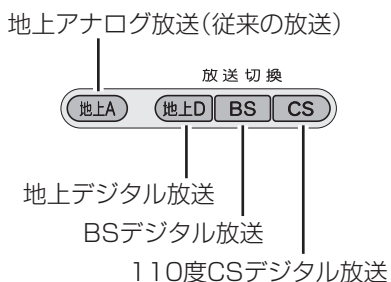 地上アナログ放送（従来の放送）
放送切換
地上A 地上D BS CS
地上デジタル放送
BSデジタル放送
110度CSデジタル放送